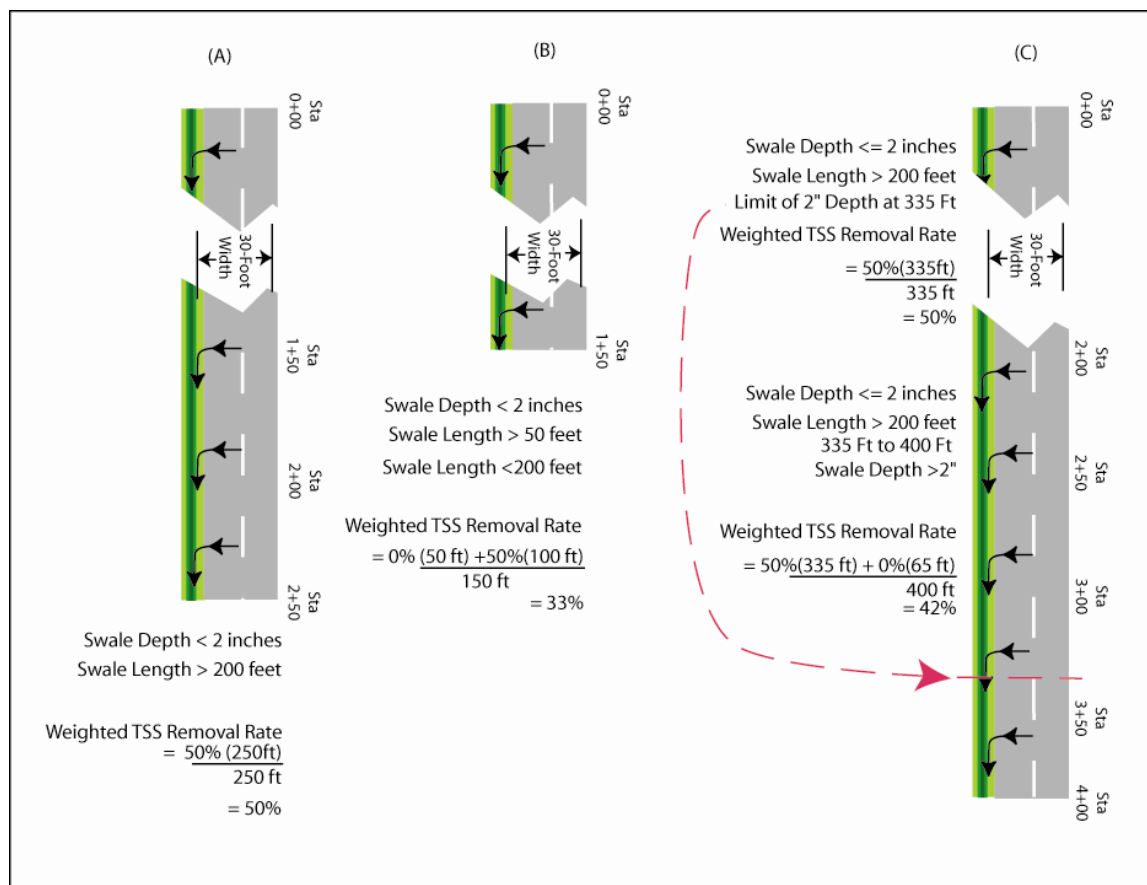 (A)
Sta
0+00
30-Foot
Width
Sta
1+50
Sta
2+00
Sta
2+50
Swale Depth < 2 inches
Swale Length > 200 feet
Weighted TSS Removal Rate
= 50% (250ft)
250 ft
= 50%
(B)
Sta
0+00
30-Foot
Width
Sta
1+50
Swale Depth < 2 inches
Swale Length > 50 feet
Swale Length <200 feet
Weighted TSS Removal Rate
= 0% (50 ft) +50%(100 ft)
150 ft
= 33%
(C)
Sta
0+00
Swale Depth <= 2 inches
Swale Length > 200 feet
Limit of 2" Depth at 335 Ft
Weighted TSS Removal Rate
= 50%(335ft)
335 ft
= 50%
30-Foot
Width
Sta
2+00
Swale Depth <= 2 inches
Swale Length > 200 feet
335 Ft to 400 Ft
Swale Depth >2"
Sta
2+50
Weighted TSS Removal Rate
= 50%(335 ft) + 0%(65 ft)
400 ft
= 42%
Sta
3+00
Sta
3+50
Sta
4+00